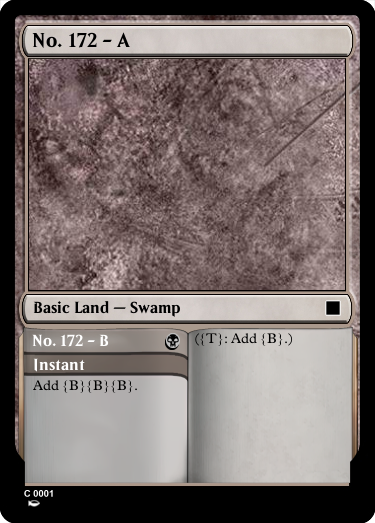 No. 172 – A
Basic Land — Swamp
No. 172 – B
Instant
Add {B}{B}{B}.
({T}: Add {B}.)
C 0001